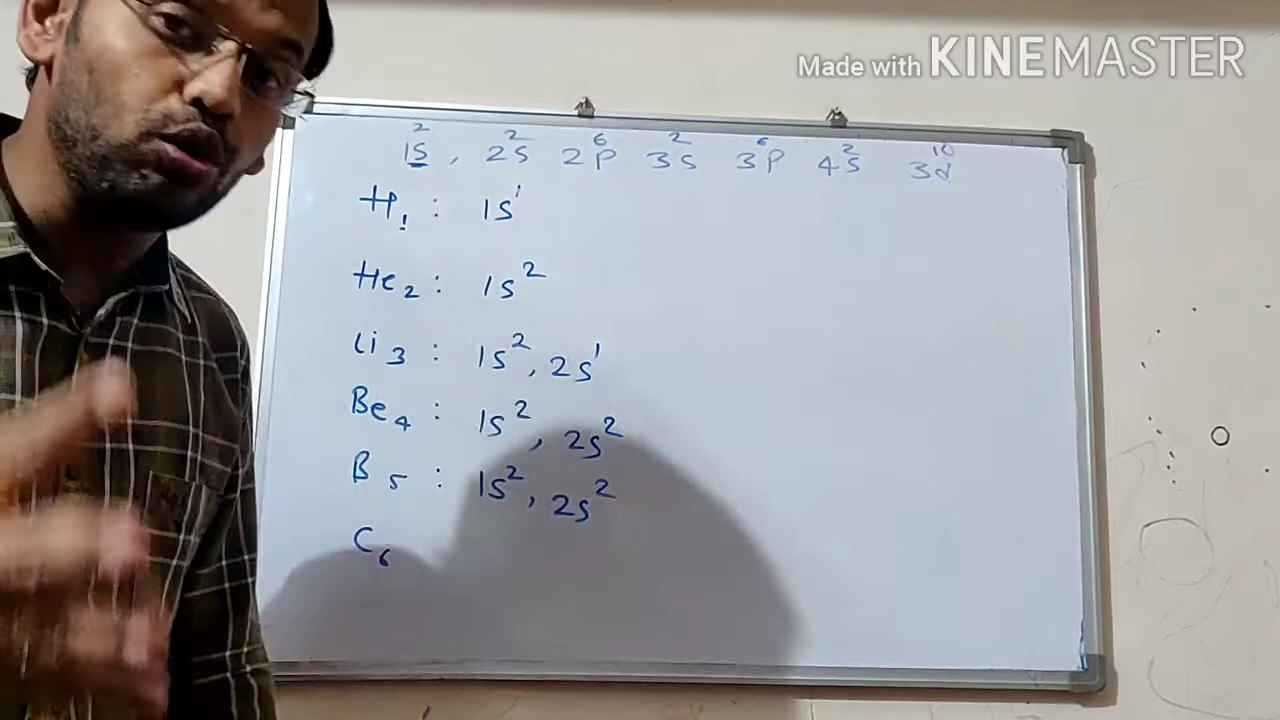 Made with KINEMASTER
1s², 2s² 2p⁶ 3s² 3p⁶ 4s² 3d¹⁰
H₁ : 1s¹
He₂ : 1s²
Li₃ : 1s², 2s¹
Be₄ : 1s², 2s²
B₅ : 1s², 2s²
C₆